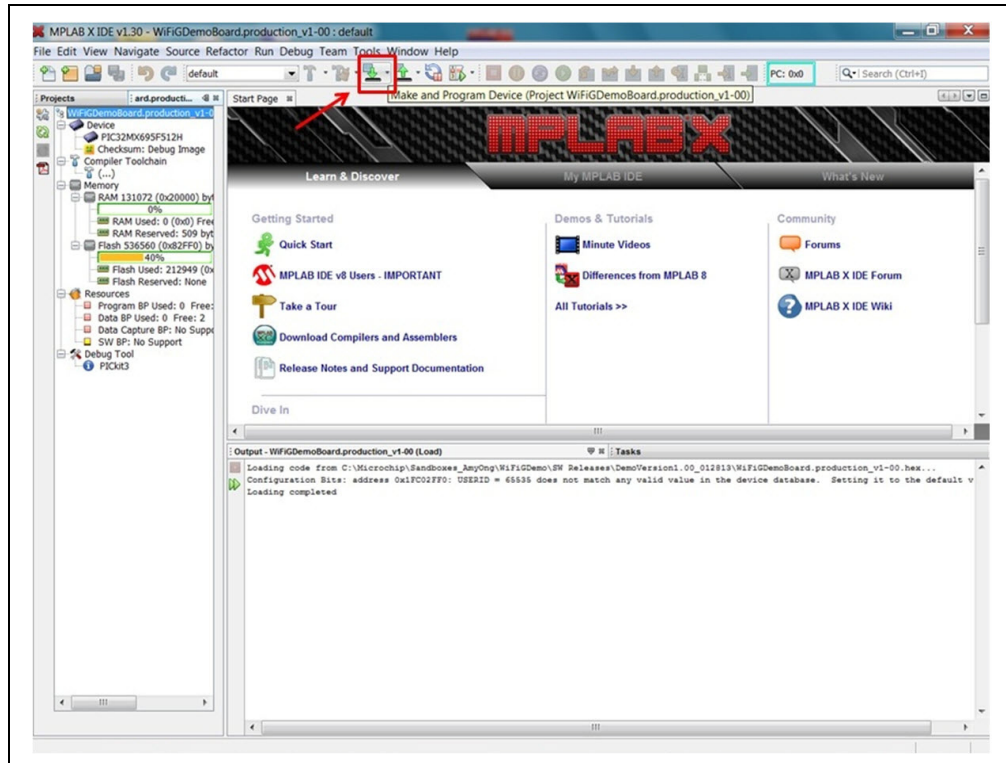 MPLAB X IDE v1.30 - WiFiGDemoBoard.production_v1-00 : default
File Edit View Navigate Source Refactor Run Debug Team Tools Window Help
default
PC: 0x0
Search (Ctrl+I)
Make and Program Device (Project WiFiGDemoBoard.production_v1-00)
Projects
ard.producti...
Start Page
WiFiGDemoBoard.production_v1-0
Device
PIC32MX695F512H
Checksum: Debug Image
Compiler Toolchain
(...)
Memory
RAM 131072 (0x20000) byt
0%
RAM Used: 0 (0x0) Free
RAM Reserved: 509 byt
Flash 536560 (0x82FF0) by
40%
Flash Used: 212949 (0x
Flash Reserved: None
Resources
Program BP Used: 0 Free:
Data BP Used: 0 Free: 2
Data Capture BP: No Suppo
SW BP: No Support
Debug Tool
PICkit3
MPLABX
Learn & Discover
My MPLAB IDE
What's New
Getting Started
Quick Start
MPLAB IDE v8 Users - IMPORTANT
Take a Tour
Download Compilers and Assemblers
Release Notes and Support Documentation
Dive In
Demos & Tutorials
Minute Videos
Differences from MPLAB 8
All Tutorials >>
Community
Forums
MPLAB X IDE Forum
MPLAB X IDE Wiki
Output - WiFiGDemoBoard.production_v1-00 (Load)
Tasks
Loading code from C:\Microchip\Sandboxes_AmyOng\WiFiGDemo\SW Releases\DemoVersion1.00_012813\WiFiGDemoBoard.production_v1-00.hex...
Configuration Bits: address 0x1FC02FF0: USERID = 65535 does not match any valid value in the device database.  Setting it to the default v
Loading completed